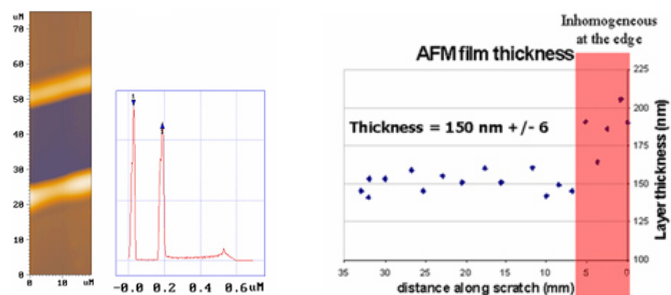 uM
70
60
50
40
30
20
10
0
0 10 uM
-0.0 0.2 0.4 0.6uM
Inhomogeneous
at the edge
AFM film thickness
225
200
175
150
125
100
Thickness = 150 nm +/- 6
Layer thickness (nm)
35 30 25 20 15 10 5 0
distance along scratch (mm)